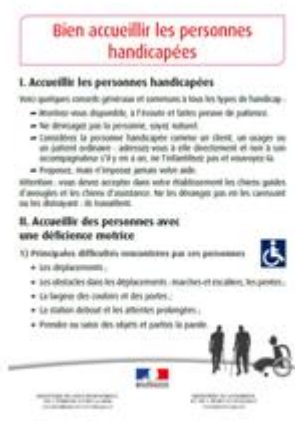 Bien accueillir les personnes
handicapées
I. Accueillir les personnes handicapées
Voici quelques conseils généraux et communs à tous les types de handicap :
Montrez-vous disponible, à l'écoute et faites preuve de patience.
Ne dévisagez pas la personne, soyez naturel.
Considérez la personne handicapée comme un client, un usager ou
un patient ordinaire : adressez-vous à elle directement et non à son
accompagnateur s'il y en a un, ne l'infantilisez pas et vouvoyez-la.
Proposez, mais n'imposez jamais votre aide.
Attention : vous devez accepter dans votre établissement les chiens guides
d'aveugles et les chiens d'assistance. Ne les dérangez pas en les caressant
ou les distrayant : ils travaillent.
II. Accueillir des personnes avec
une déficience motrice
1) Principales difficultés rencontrées par ces personnes
Les déplacements ;
Les obstacles dans les déplacements : marches et escaliers, les pentes ;
La largeur des couloirs et des portes ;
La station debout et les attentes prolongées ;
Prendre ou saisir des objets et parfois la parole.